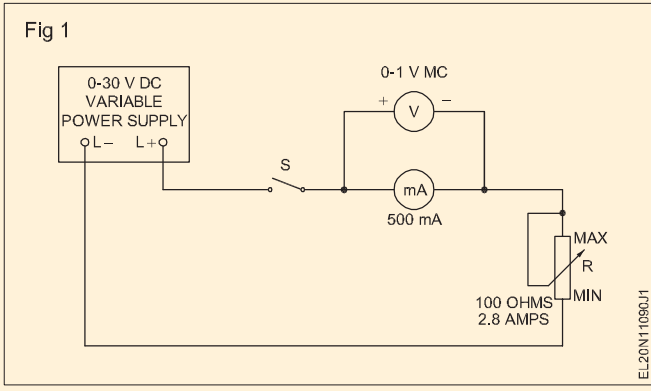 Fig 1
0-30 V DC
VARIABLE
POWER SUPPLY
L− L+
S
0-1 V MC
+ V −
mA
500 mA
MAX
R
MIN
100 OHMS
2.8 AMPS
EL20N11090J1